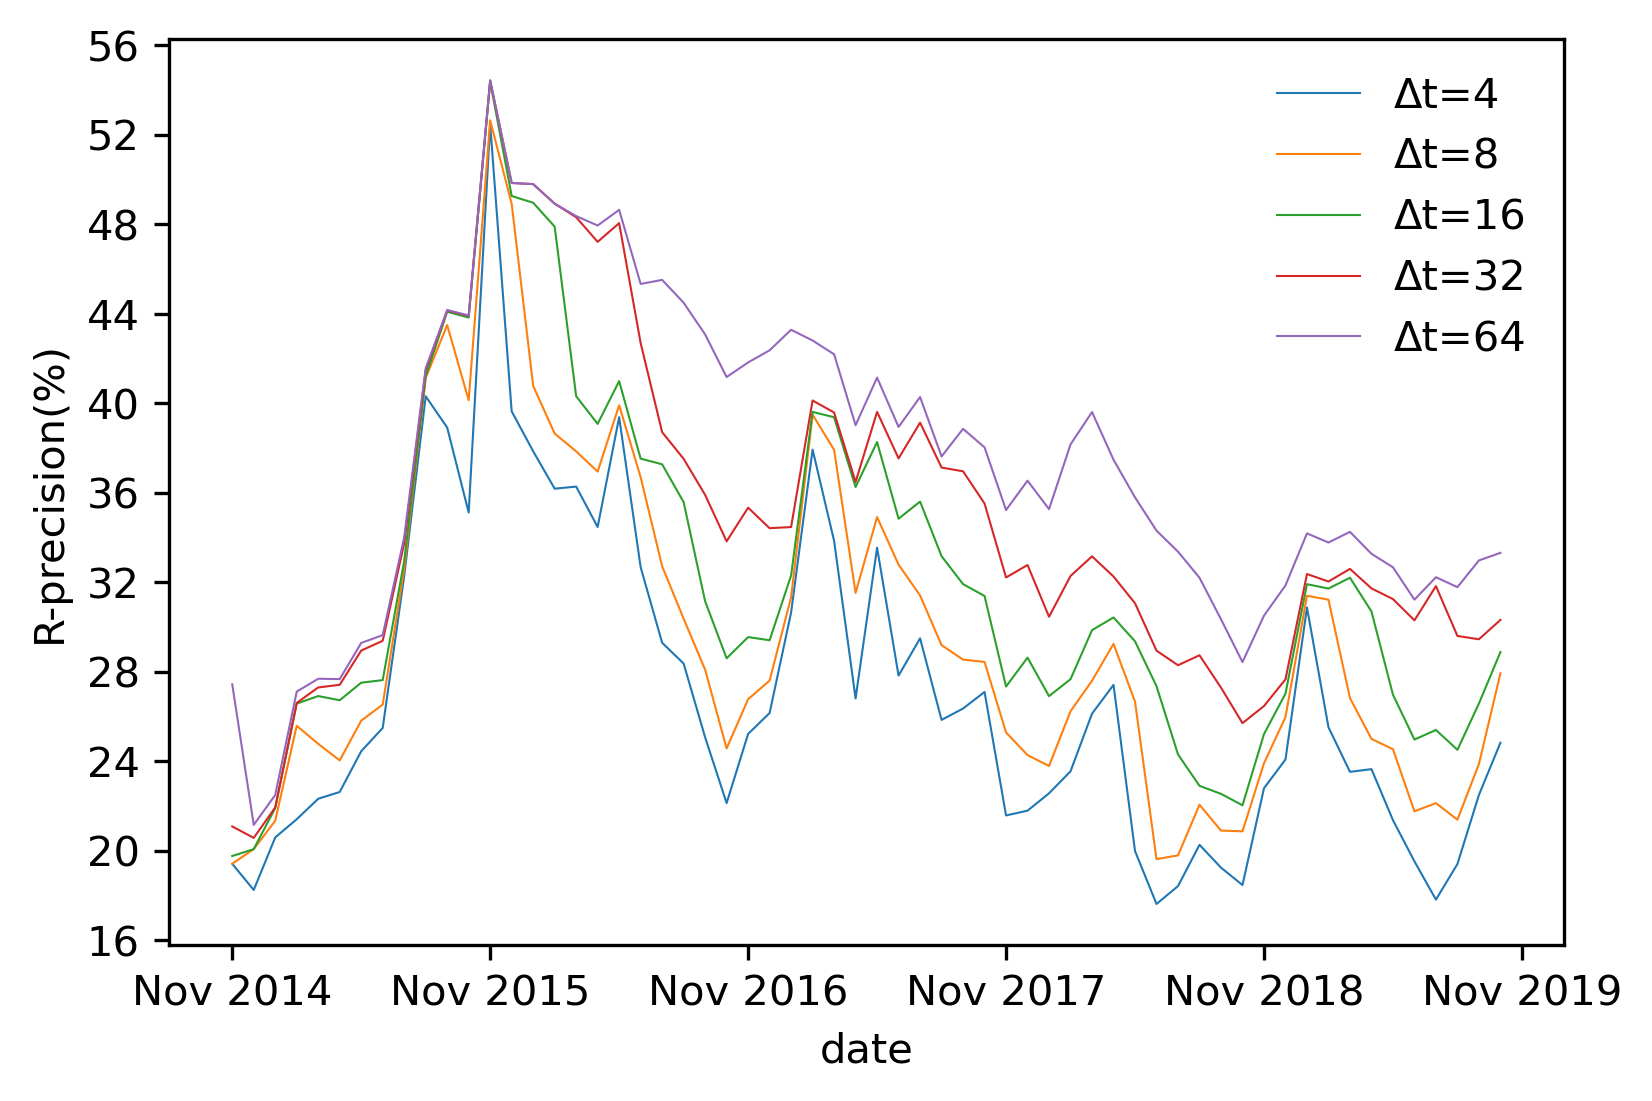 56
52
48
44
40
36
32
28
24
20
16
R-precision(%)
Δt=4
Δt=8
Δt=16
Δt=32
Δt=64
Nov 2014 Nov 2015 Nov 2016 Nov 2017 Nov 2018 Nov 2019
date